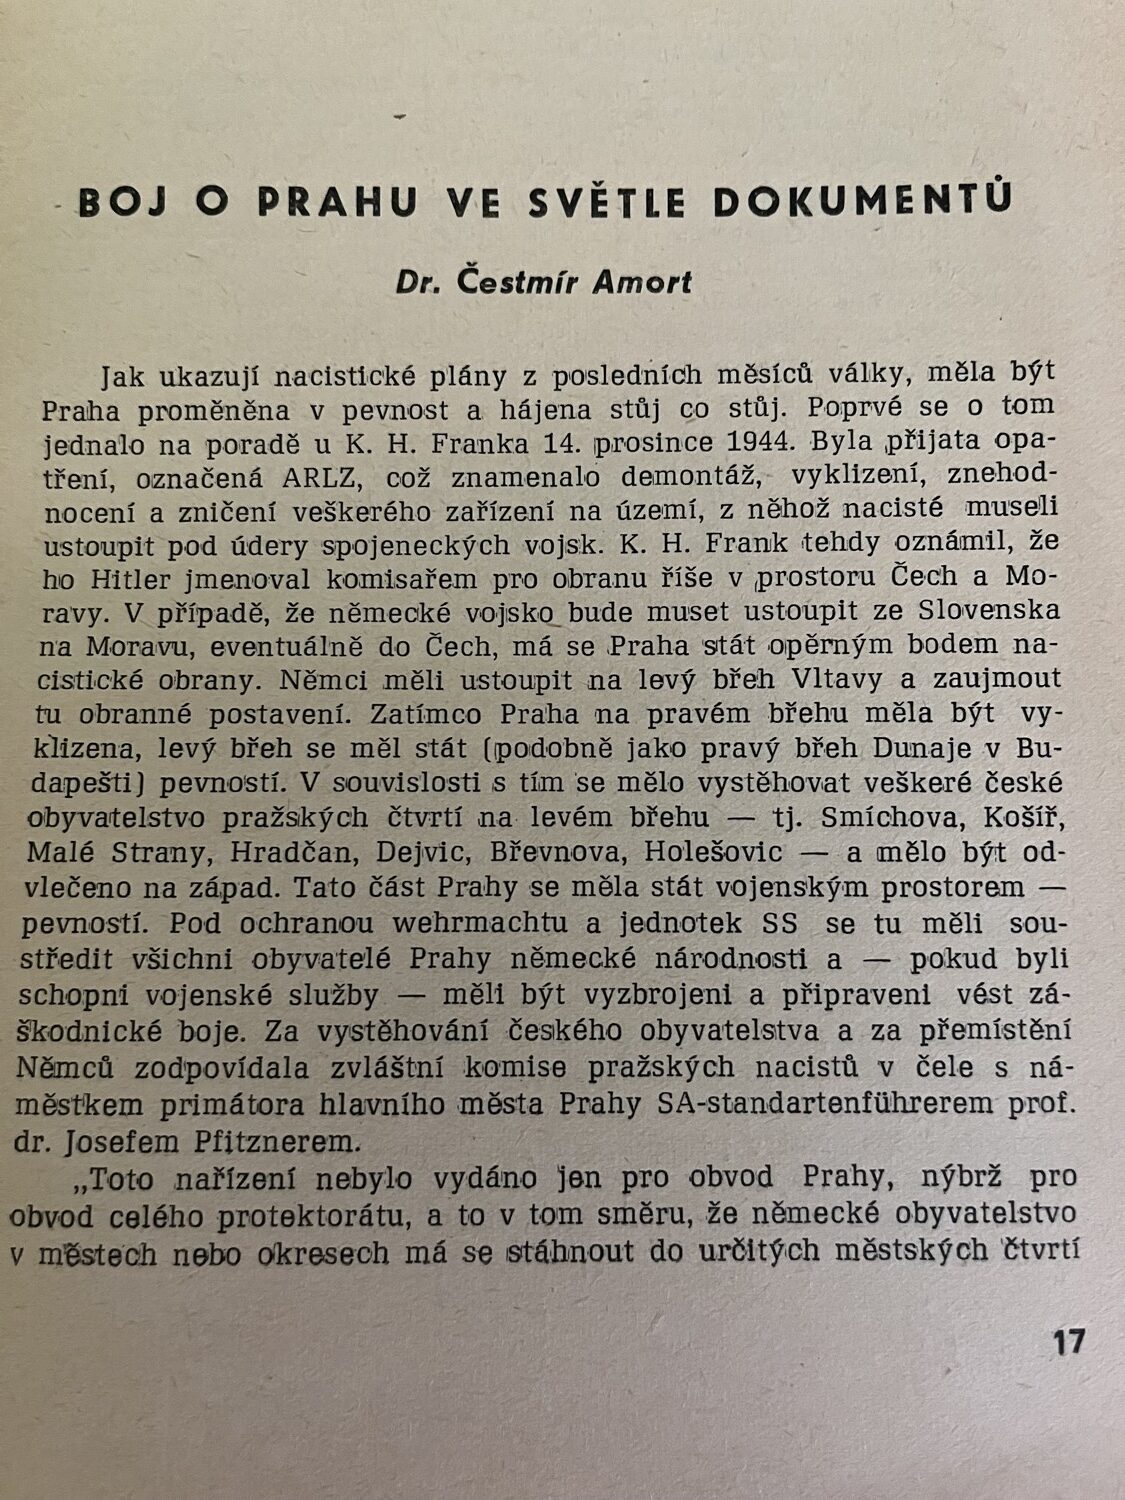 BOJ O PRAHU VE SVĚTLE DOKUMENTŮ
Dr. Čestmír Amort
Jak ukazují nacistické plány z posledních měsíců války, měla být
Praha proměněna v pevnost a hájena stůj co stůj. Poprvé se o tom
jednalo na poradě u K. H. Franka 14. prosince 1944. Byla přijata opa-
tření, označená ARLZ, což znamenalo demontáž, vyklizení, znehod-
nocení a zničení veškerého zařízení na území, z něhož nacisté museli
ustoupit pod údery spojeneckých vojsk. K. H. Frank tehdy oznámil, že
ho Hitler jmenoval komisařem pro obranu říše v prostoru Čech a Mo-
ravy. V případě, že německé vojsko bude muset ustoupit ze Slovenska
na Moravu, eventuálně do Čech, má se Praha stát opěrným bodem na-
cistické obrany. Němci měli ustoupit na levý břeh Vltavy a zaujmout
tu obranné postavení. Zatímco Praha na pravém břehu měla být vy-
klizena, levý břeh se měl stát (podobně jako pravý břeh Dunaje v Bu-
dapešti) pevností. V souvislosti s tím se mělo vystěhovat veškeré české
obyvatelstvo pražských čtvrtí na levém břehu — tj. Smíchova, Košíř,
Malé Strany, Hradčan, Dejvic, Břevnova, Holešovic — a mělo být od-
vlečeno na západ. Tato část Prahy se měla stát vojenským prostorem —
pevností. Pod ochranou wehrmachtu a jednotek SS se tu měli sou-
středit všichni obyvatelé Prahy německé národnosti a — pokud byli
schopni vojenské služby — měli být vyzbrojeni a připraveni vést zá-
škodnické boje. Za vystěhování českého obyvatelstva a za přemístění
Němců zodpovídala zvláštní komise pražských nacistů v čele s ná-
městkem primátora hlavního města Prahy SA-standartenführerem prof.
dr. Josefem Pfitznerem.
„Toto nařízení nebylo vydáno jen pro obvod Prahy, nýbrž pro
obvod celého protektorátu, a to v tom směru, že německé obyvatelstvo
v městech nebo okresech má se stáhnout do určitých městských čtvrtí
17